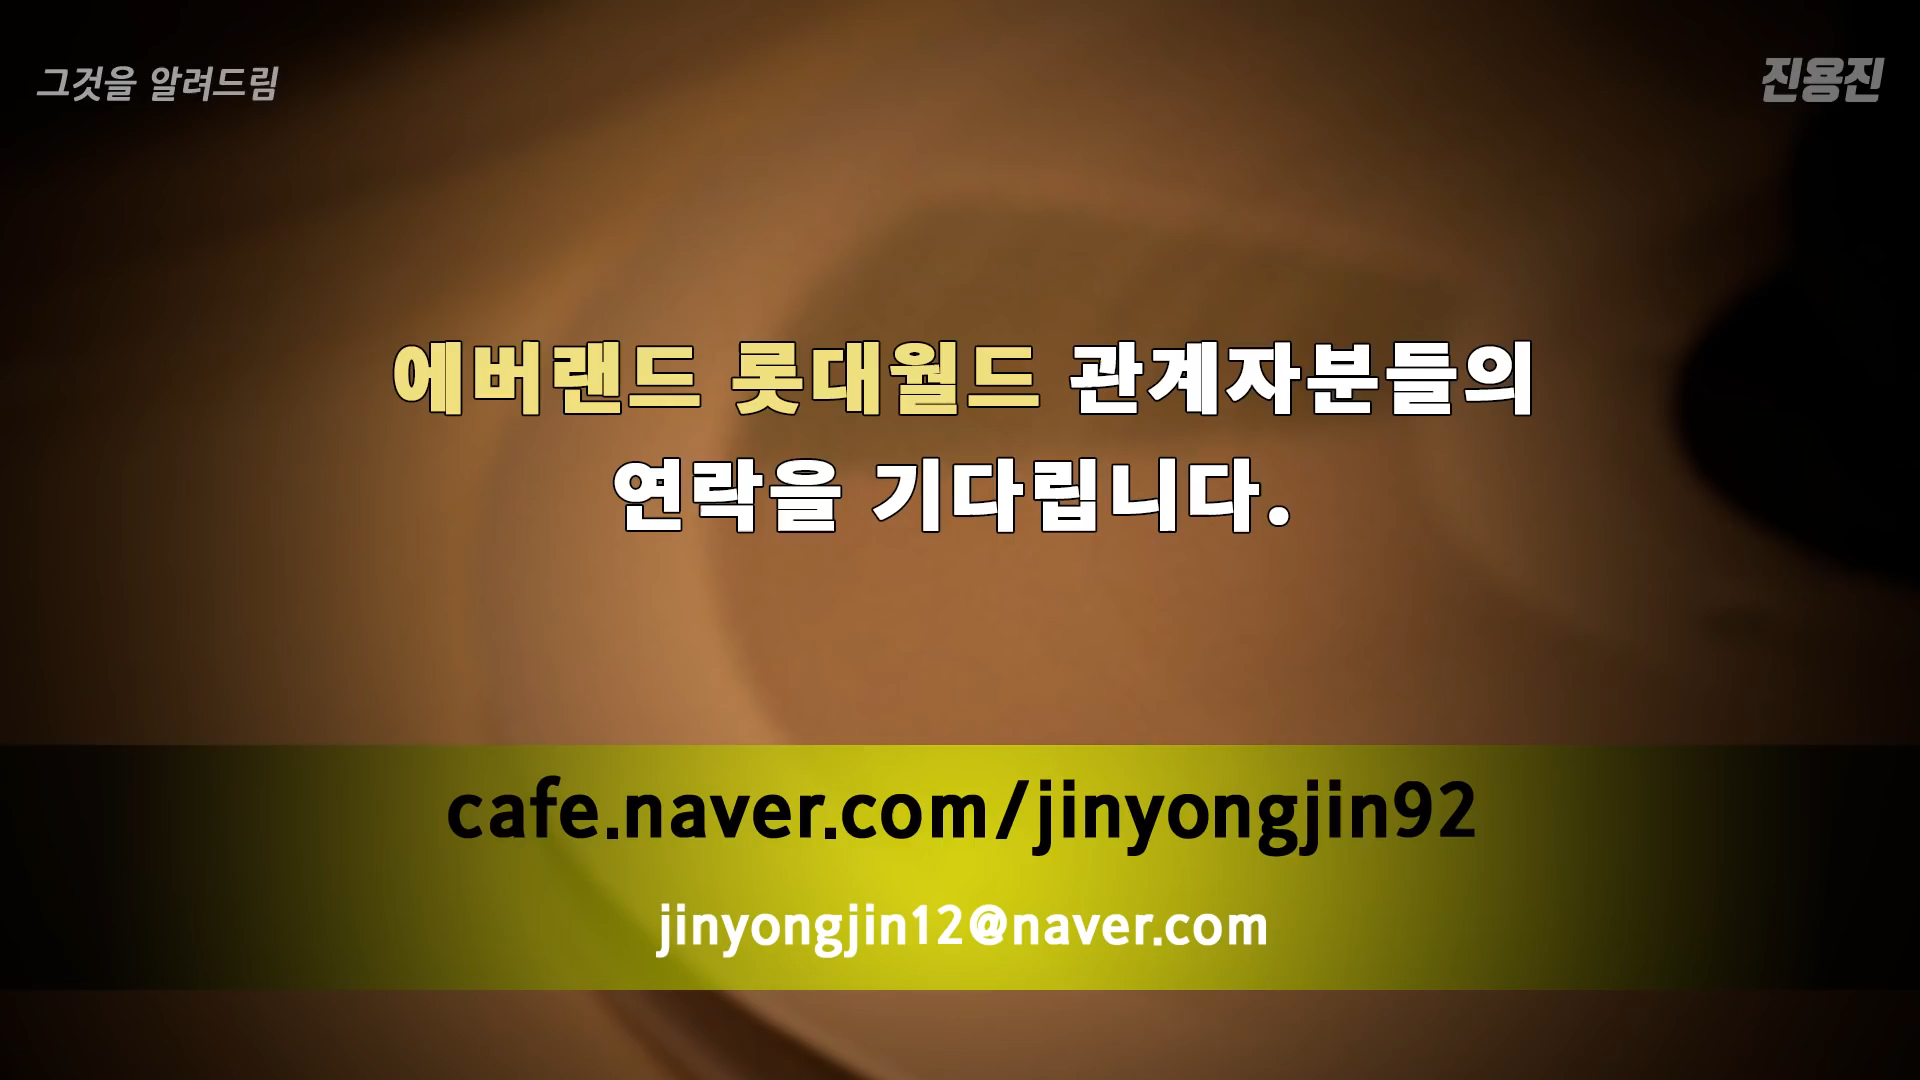 그것을 알려드림
진용진
에버랜드 롯대월드 관계자분들의
연락을 기다립니다.
cafe.naver.com/jinyongjin92
jinyongjin12@naver.com